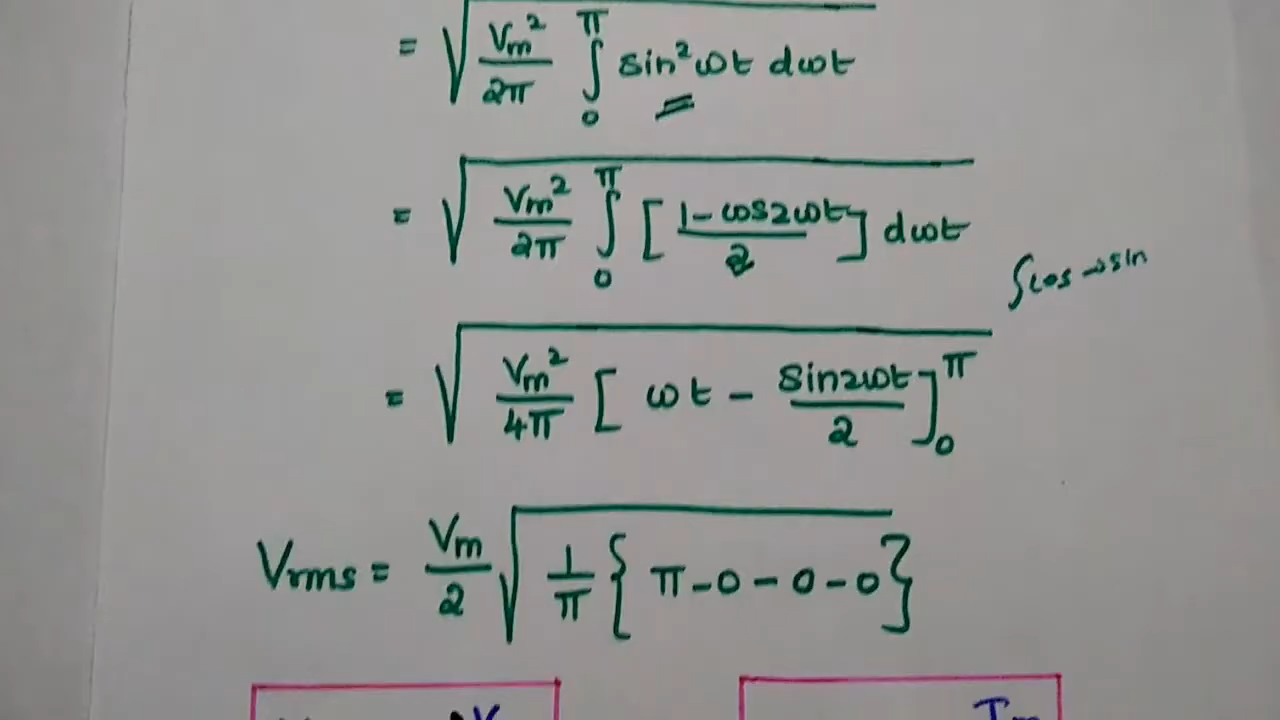 = √ Vm²/2π ∫₀^π sin²ωt dωt
= √ Vm²/2π ∫₀^π [ 1-cos2ωt / 2 ] dωt
∫cos→sin
= √ Vm²/4π [ ωt - sin2ωt / 2 ]₀^π
Vrms = Vm/2 √ 1/π { π-0-0-0 }